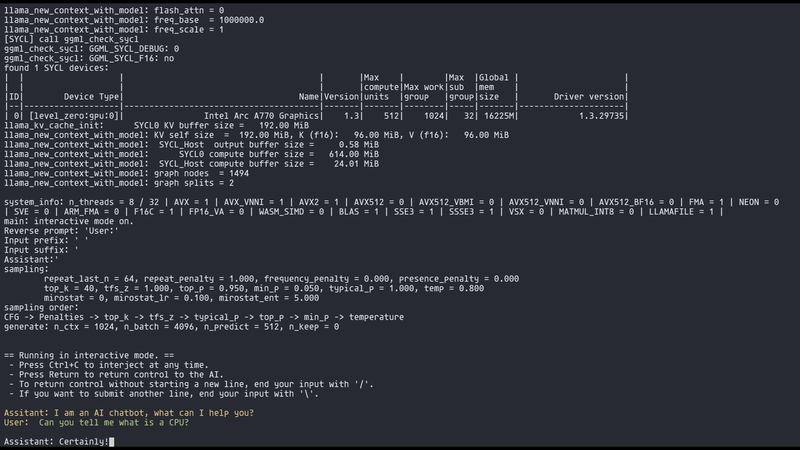 llama_new_context_with_model: flash_attn = 0
llama_new_context_with_model: freq_base  = 1000000.0
llama_new_context_with_model: freq_scale = 1
[SYCL] call ggml_check_sycl
ggml_check_sycl: GGML_SYCL_DEBUG: 0
ggml_check_sycl: GGML_SYCL_F16: no
found 1 SYCL devices:
|  |                   |                                       |       |Max    |        |Max  |Global |                     |
|  |                   |                                       |       |compute|Max work|sub  |mem    |                     |
|ID|        Device Type|                                   Name|Version|units  |group   |group|size   |       Driver version|
|--|-------------------|---------------------------------------|-------|-------|--------|-----|-------|---------------------|
| 0| [level_zero:gpu:0]|                Intel Arc A770 Graphics|    1.3|    512|    1024|   32| 16225M|            1.3.29735|
llama_kv_cache_init:      SYCL0 KV buffer size =   192.00 MiB
llama_new_context_with_model: KV self size  =  192.00 MiB, K (f16):   96.00 MiB, V (f16):   96.00 MiB
llama_new_context_with_model:  SYCL_Host  output buffer size =     0.58 MiB
llama_new_context_with_model:      SYCL0 compute buffer size =   614.00 MiB
llama_new_context_with_model:  SYCL_Host compute buffer size =    24.01 MiB
llama_new_context_with_model: graph nodes  = 1494
llama_new_context_with_model: graph splits = 2
system_info: n_threads = 8 / 32 | AVX = 1 | AVX_VNNI = 1 | AVX2 = 1 | AVX512 = 0 | AVX512_VBMI = 0 | AVX512_VNNI = 0 | AVX512_BF16 = 0 | FMA = 1 | NEON = 0
| SVE = 0 | ARM_FMA = 0 | F16C = 1 | FP16_VA = 0 | WASM_SIMD = 0 | BLAS = 1 | SSE3 = 1 | SSSE3 = 1 | VSX = 0 | MATMUL_INT8 = 0 | LLAMAFILE = 1 |
main: interactive mode on.
Reverse prompt: 'User:'
Input prefix: ' '
Input suffix: '
Assistant:'
sampling:
        repeat_last_n = 64, repeat_penalty = 1.000, frequency_penalty = 0.000, presence_penalty = 0.000
        top_k = 40, tfs_z = 1.000, top_p = 0.950, min_p = 0.050, typical_p = 1.000, temp = 0.800
        mirostat = 0, mirostat_lr = 0.100, mirostat_ent = 5.000
sampling order:
CFG -> Penalties -> top_k -> tfs_z -> typical_p -> top_p -> min_p -> temperature
generate: n_ctx = 1024, n_batch = 4096, n_predict = 512, n_keep = 0
== Running in interactive mode. ==
 - Press Ctrl+C to interject at any time.
 - Press Return to return control to the AI.
 - To return control without starting a new line, end your input with '/'.
 - If you want to submit another line, end your input with '\'.
Assitant: I am an AI chatbot, what can I help you?
User:  Can you tell me what is a CPU?
Assistant: Certainly!